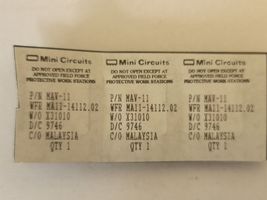 Mini Circuits
DO NOT OPEN EXCEPT AT
APPROVED FIELD FORCE
PROTECTIVE WORK STATIONS
P/N MAV-11
WFR MA11-14112.02
W/O X31010
D/C 9746
C/O MALAYSIA
QTY 1
Mini Circuits
DO NOT OPEN EXCEPT AT
APPROVED FIELD FORCE
PROTECTIVE WORK STATIONS
P/N MAV-11
WFR MA11-14112.02
W/O X31010
D/C 9746
C/O MALAYSIA
QTY 1
Mini Circuits
DO NOT OPEN EXCEPT AT
APPROVED FIELD FORCE
PROTECTIVE WORK STATIONS
P/N MAV-11
WFR MA11-14112.02
W/O X31010
D/C 9746
C/O MALAYSIA
QTY 1